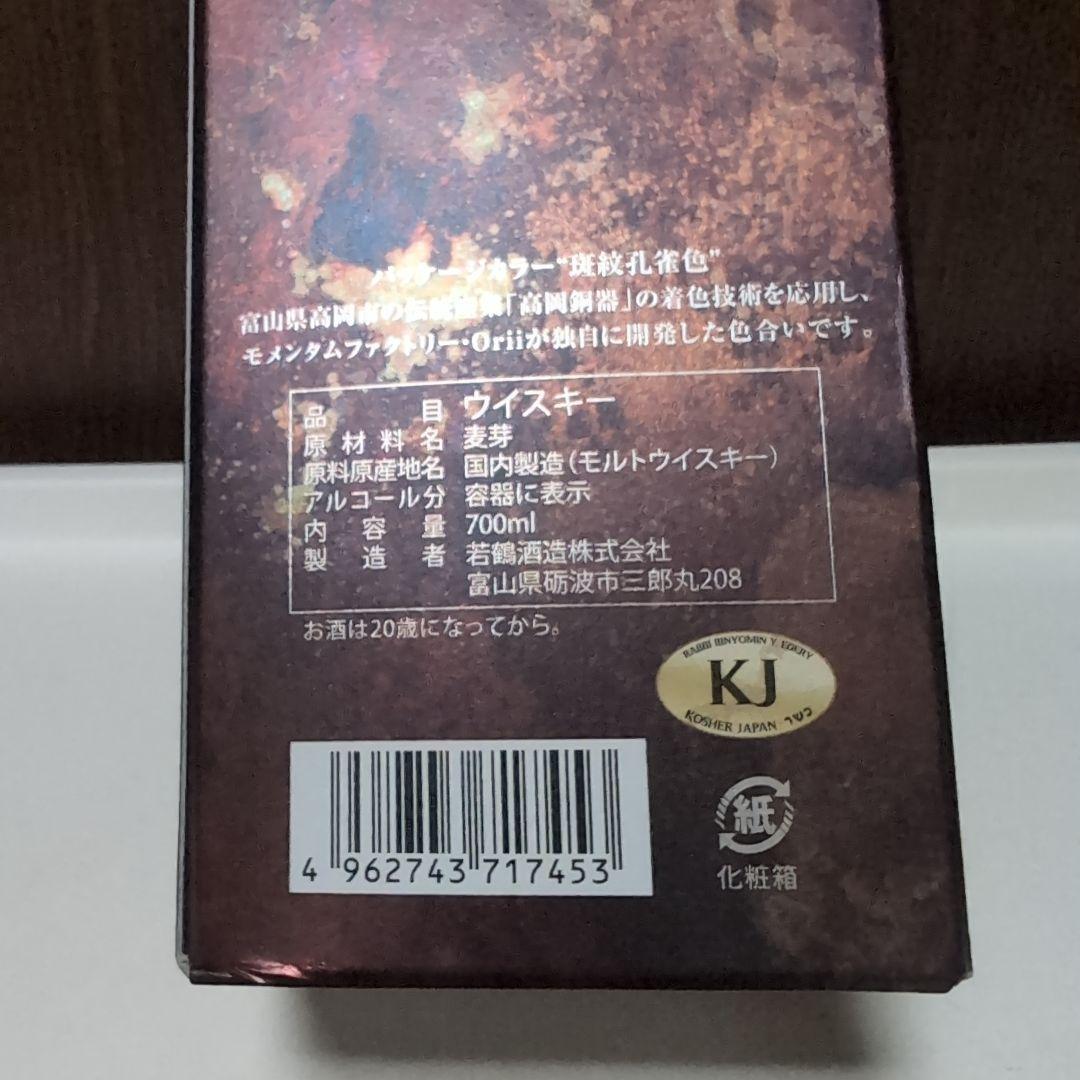 パッケージカラー“斑紋孔雀色”
富山県高岡市の伝統産業「高岡銅器」の着色技術を応用し、
モメンタムファクトリー・Oriiが独自に開発した色合いです。
品目 ウイスキー
原材料名 麦芽
原料原産地名 国内製造(モルトウイスキー)
アルコール分 容器に表示
内容量 700ml
製造者 若鶴酒造株式会社
富山県砺波市三郎丸208
お酒は20歳になってから。
RABBI BINYOMIN Y. EDERY
KJ
KOSHER JAPAN כשר
紙
化粧箱
4 962743 717453